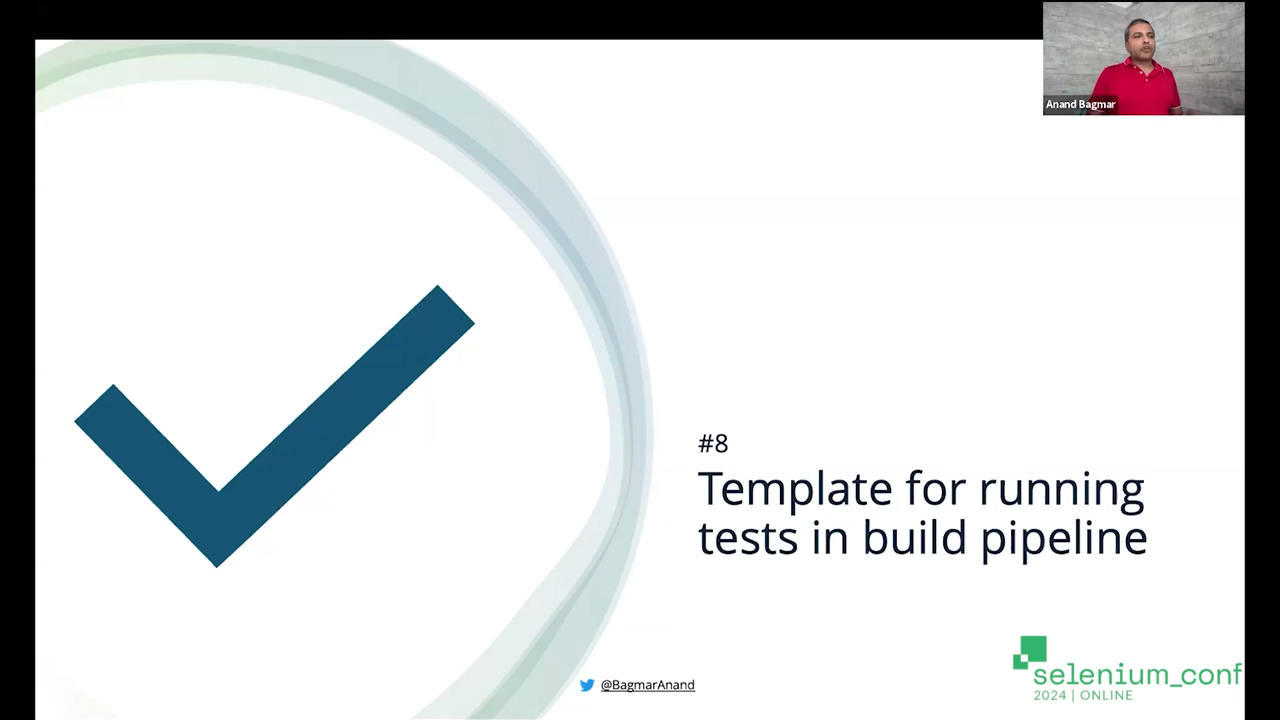 Anand Bagmar
#8
Template for running
tests in build pipeline
@BagmarAnand
selenium_conf
2024 | ONLINE